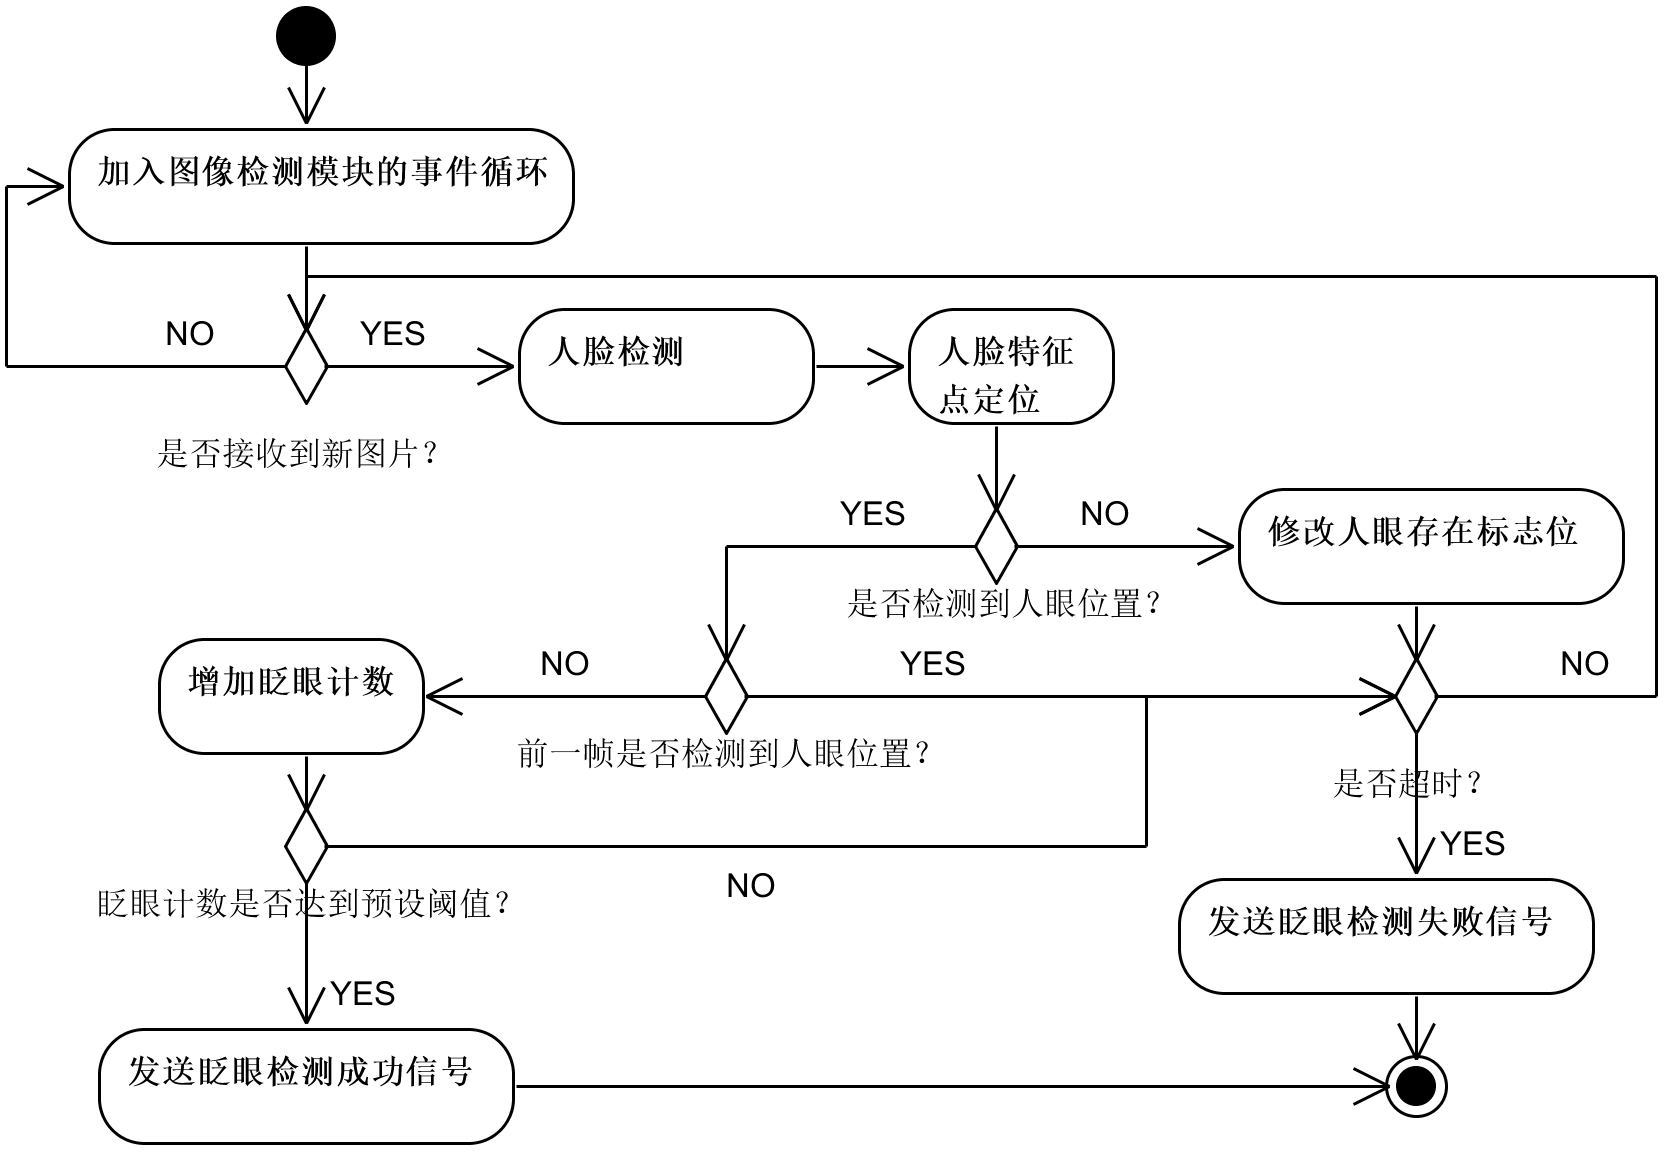 加入图像检测模块的事件循环
NO
YES
人脸检测
人脸特征
点定位
是否接收到新图片？
YES
NO
修改人眼存在标志位
是否检测到人眼位置？
增加眨眼计数
NO
YES
NO
前一帧是否检测到人眼位置？
是否超时？
YES
NO
眨眼计数是否达到预设阈值？
发送眨眼检测失败信号
YES
发送眨眼检测成功信号